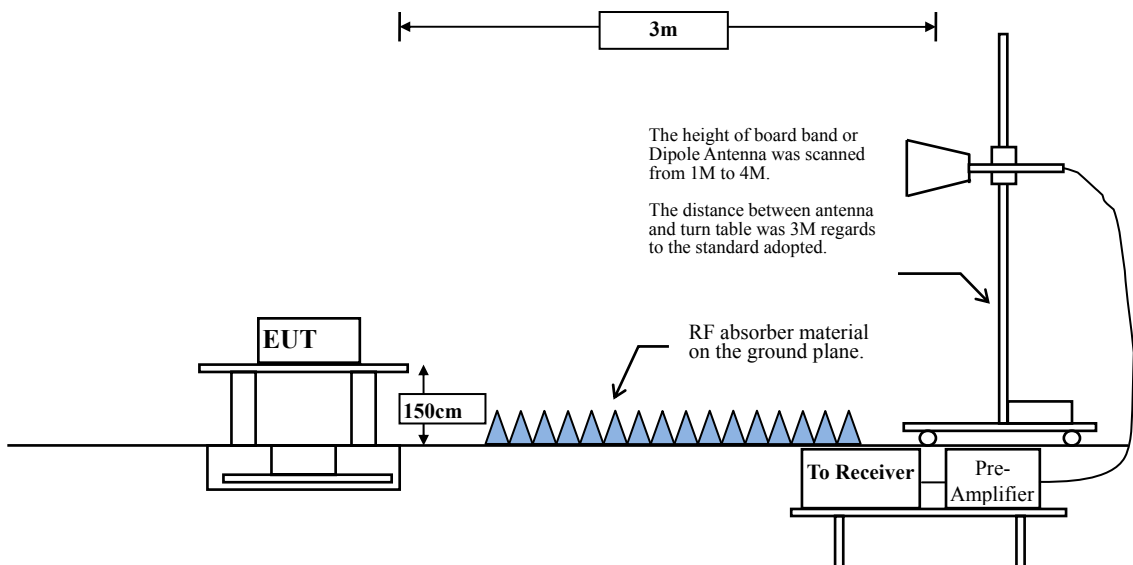 3m
The height of board band or
Dipole Antenna was scanned
from 1M to 4M.
The distance between antenna
and turn table was 3M regards
to the standard adopted.
EUT
RF absorber material
on the ground plane.
150cm
To Receiver
Pre-
Amplifier